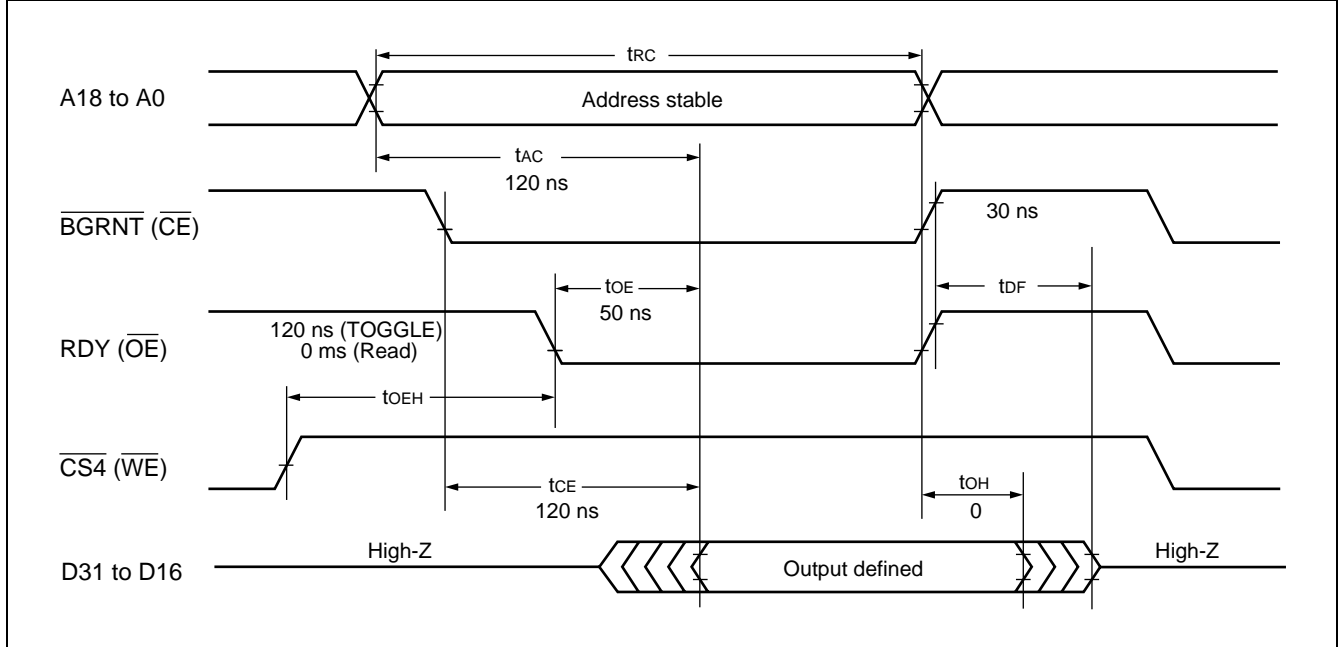 tRC
A18 to A0
Address stable
tAC
120 ns
BGRNT (CE)
30 ns
tOE
50 ns
tDF
120 ns (TOGGLE)
0 ms (Read)
RDY (OE)
tOEH
CS4 (WE)
tCE
120 ns
tOH
0
High-Z
High-Z
D31 to D16
Output defined